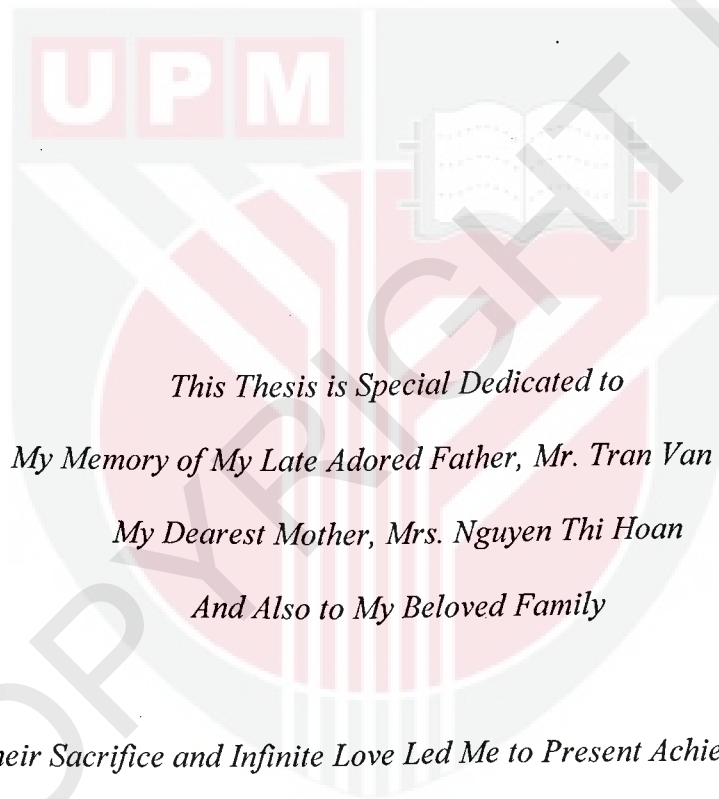 UPM
This Thesis is Special Dedicated to
My Memory of My Late Adored Father, Mr. Tran Van
My Dearest Mother, Mrs. Nguyen Thi Hoan
And Also to My Beloved Family
Sacrifice and Infinite Love Led Me to Present
COPYRIGHT